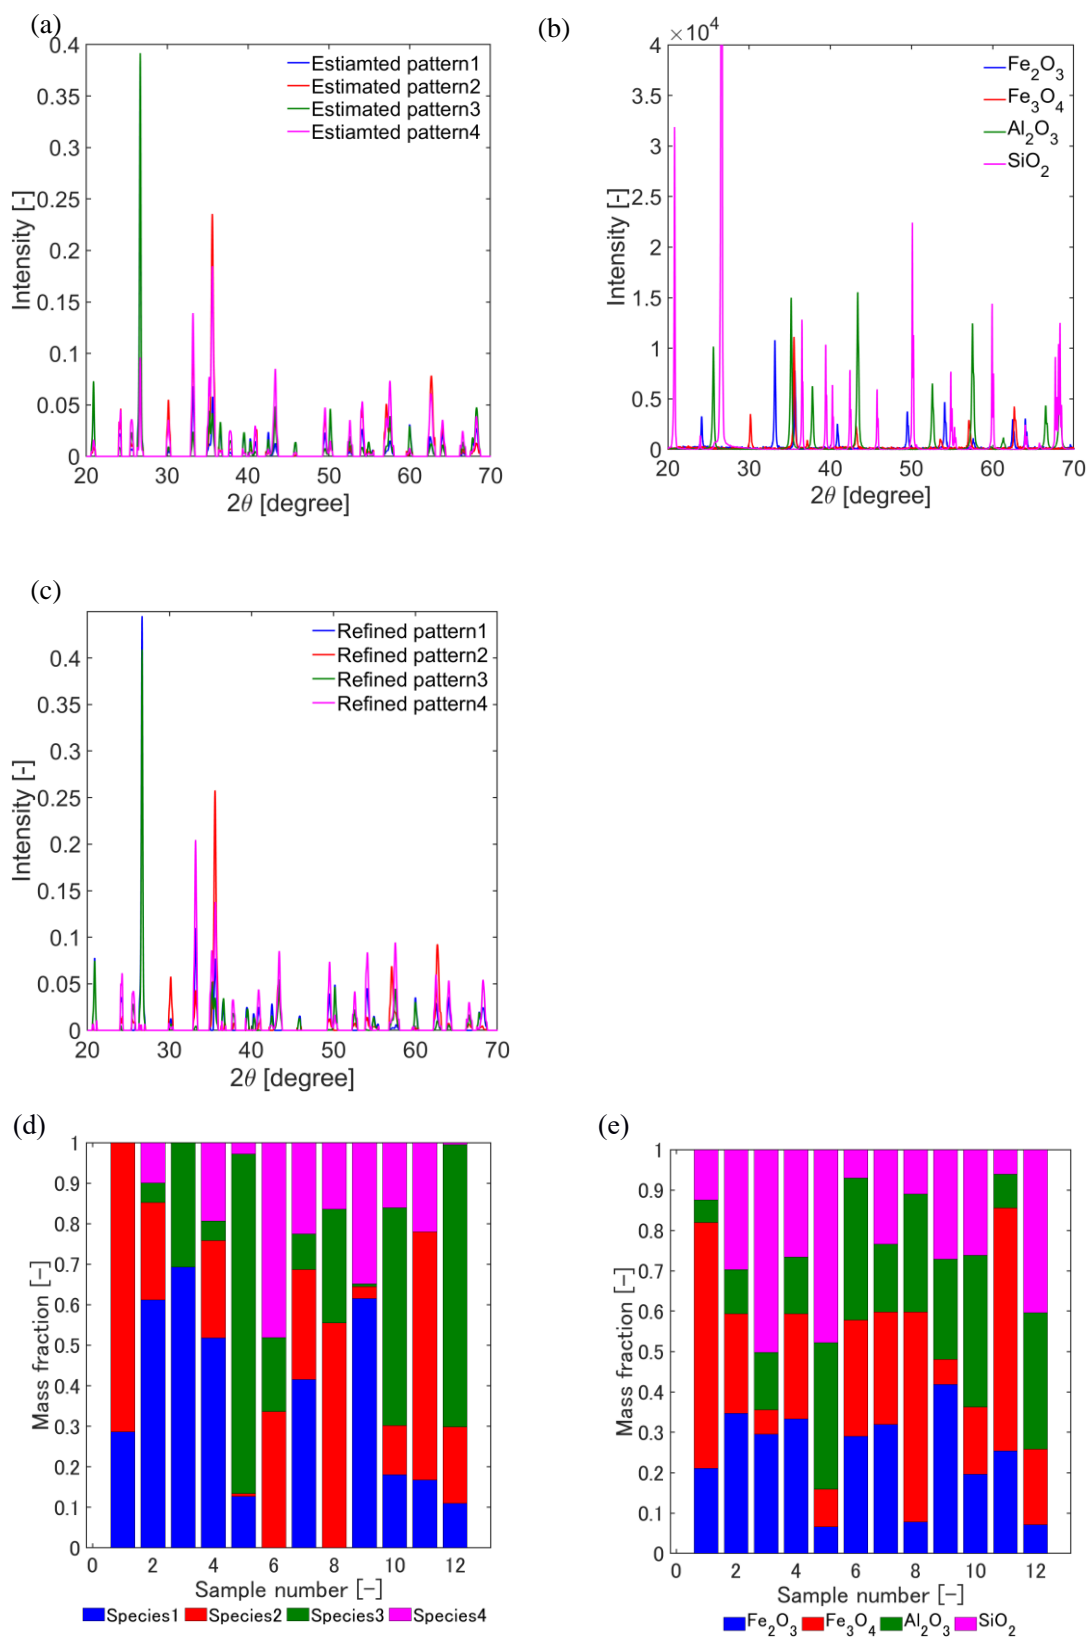 (a)
0.4
0.35
0.3
0.25
0.2
0.15
0.1
0.05
0
Intensity [-]
Estiamted pattern1
Estimated pattern2
Estimated pattern3
Estiamted pattern4
20 30 40 50 60 70
2θ [degree]
(b)
×10⁴
4
3.5
3
2.5
2
1.5
1
0.5
0
Intensity [-]
Fe₂O₃
Fe₃O₄
Al₂O₃
SiO₂
20 30 40 50 60 70
2θ [degree]
(c)
0.4
0.35
0.3
0.25
0.2
0.15
0.1
0.05
0
Intensity [-]
Refined pattern1
Refined pattern2
Refined pattern3
Refined pattern4
20 30 40 50 60 70
2θ [degree]
(d)
1
0.9
0.8
0.7
0.6
0.5
0.4
0.3
0.2
0.1
0
Mass fraction [-]
0 2 4 6 8 10 12
Sample number [-]
Species1 Species2 Species3 Species4
(e)
1
0.9
0.8
0.7
0.6
0.5
0.4
0.3
0.2
0.1
0
Mass fraction [-]
0 2 4 6 8 10 12
Sample number [-]
Fe₂O₃ Fe₃O₄ Al₂O₃ SiO₂